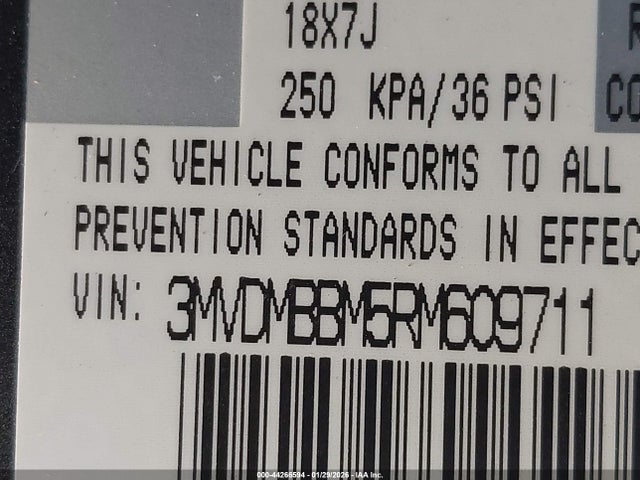 18X7J
250 KPA/36 PSI
THIS VEHICLE CONFORMS TO ALL
PREVENTION STANDARDS IN EFFEC
VIN: 3MVDMBBM5RM609711
000-44266594 - 01/29/2026 - IAA Inc.